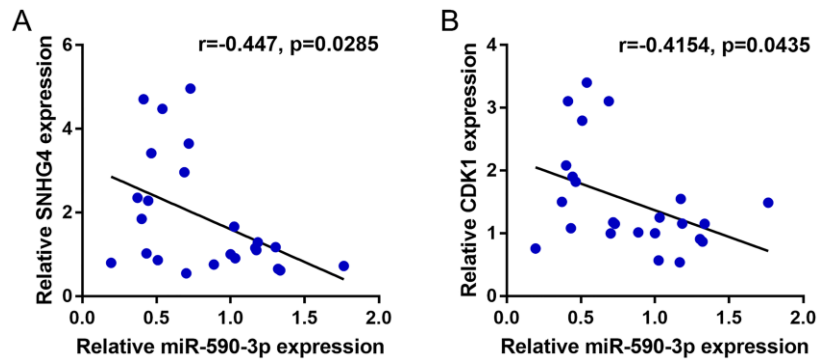 A
r=-0.447, p=0.0285
Relative SNHG4 expression
6
4
2
0
0.0 0.5 1.0 1.5 2.0
Relative miR-590-3p expression
B
r=-0.4154, p=0.0435
Relative CDK1 expression
4
3
2
1
0
0.0 0.5 1.0 1.5 2.0
Relative miR-590-3p expression